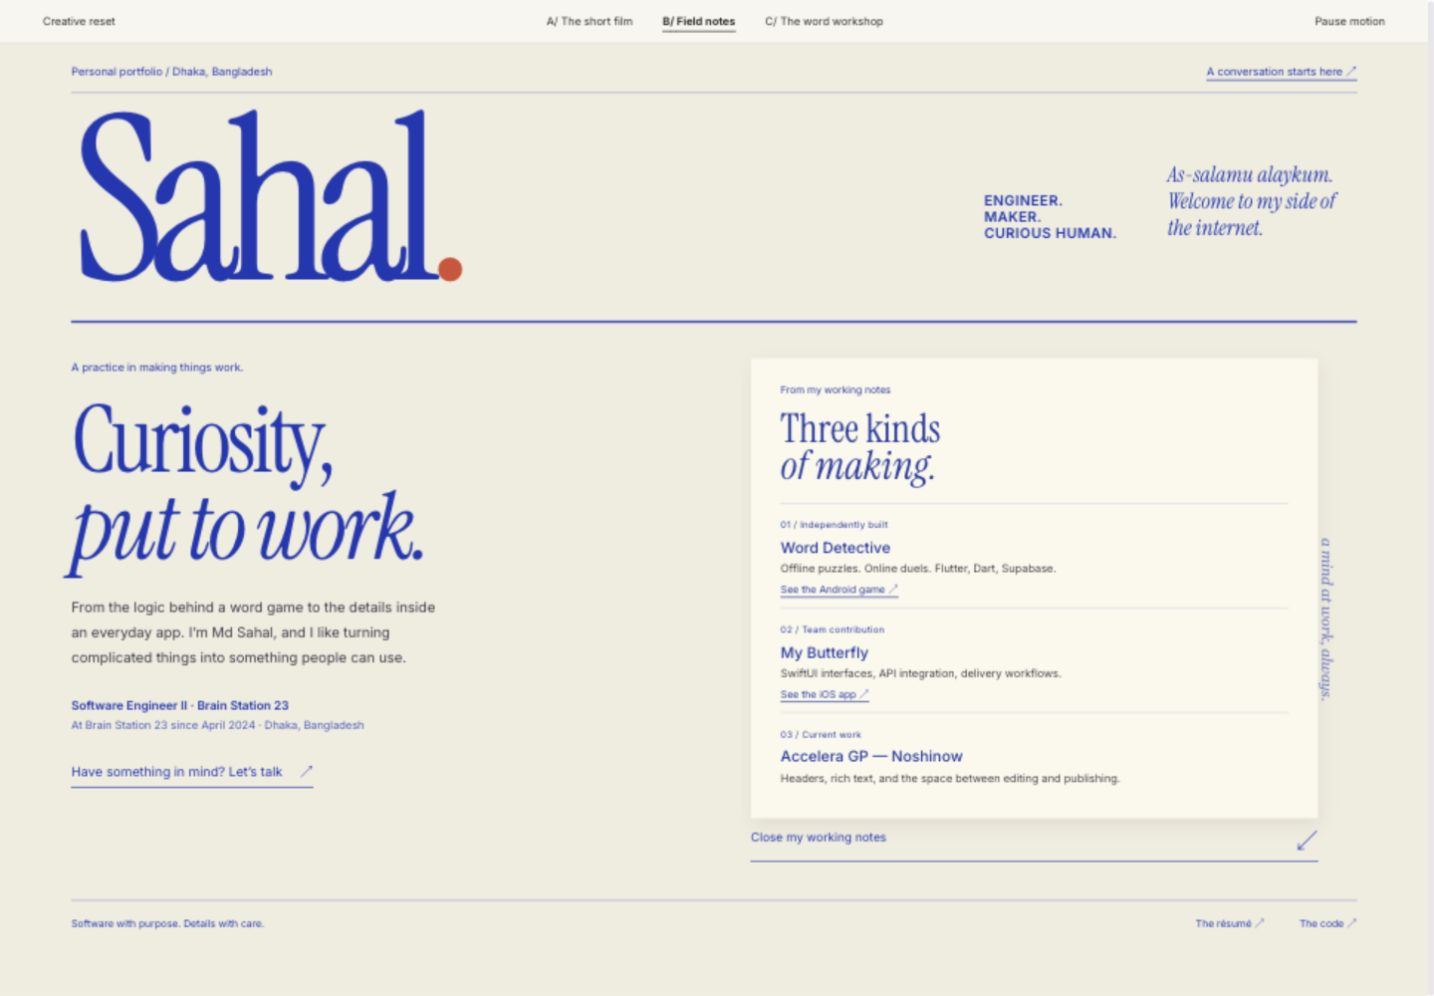 Creative reset
A/ The short film
B/ Field notes
C/ The word workshop
Pause motion
Personal portfolio / Dhaka, Bangladesh
A conversation starts here ↗
Sahal.
ENGINEER.
MAKER.
CURIOUS HUMAN.
As-salamu alaykum.
Welcome to my side of
the internet.
A practice in making things work.
Curiosity,
put to work.
From the logic behind a word game to the details inside
an everyday app. I'm Md Sahal, and I like turning
complicated things into something people can use.
Software Engineer II · Brain Station 23
At Brain Station 23 since April 2024 · Dhaka, Bangladesh
Have something in mind? Let's talk ↗
From my working notes
Three kinds
of making.
01 / Independently built
Word Detective
Offline puzzles. Online duels. Flutter, Dart, Supabase.
See the Android game ↗
02 / Team contribution
My Butterfly
SwiftUI interfaces, API integration, delivery workflows.
See the iOS app ↗
03 / Current work
Accelera GP — Noshinow
Headers, rich text, and the space between editing and publishing.
a mind at work, always.
Close my working notes ↙
Software with purpose. Details with care.
The résumé ↗
The code ↗